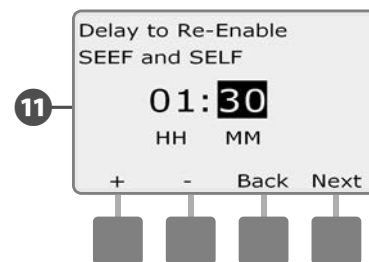 Delay to Re-Enable
SEEF and SELF
11
01:30
HH MM
+ - Back Next